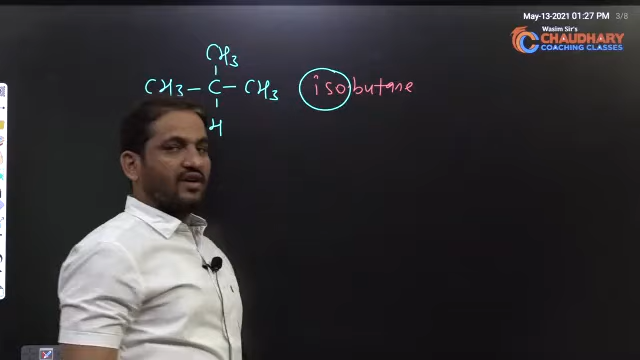 May-13-2021 01:27 PM 3/8
Wasim Sir's
CHAUDHARY
COACHING CLASSES
CH3
CH3 – C – CH3 isobutane
H